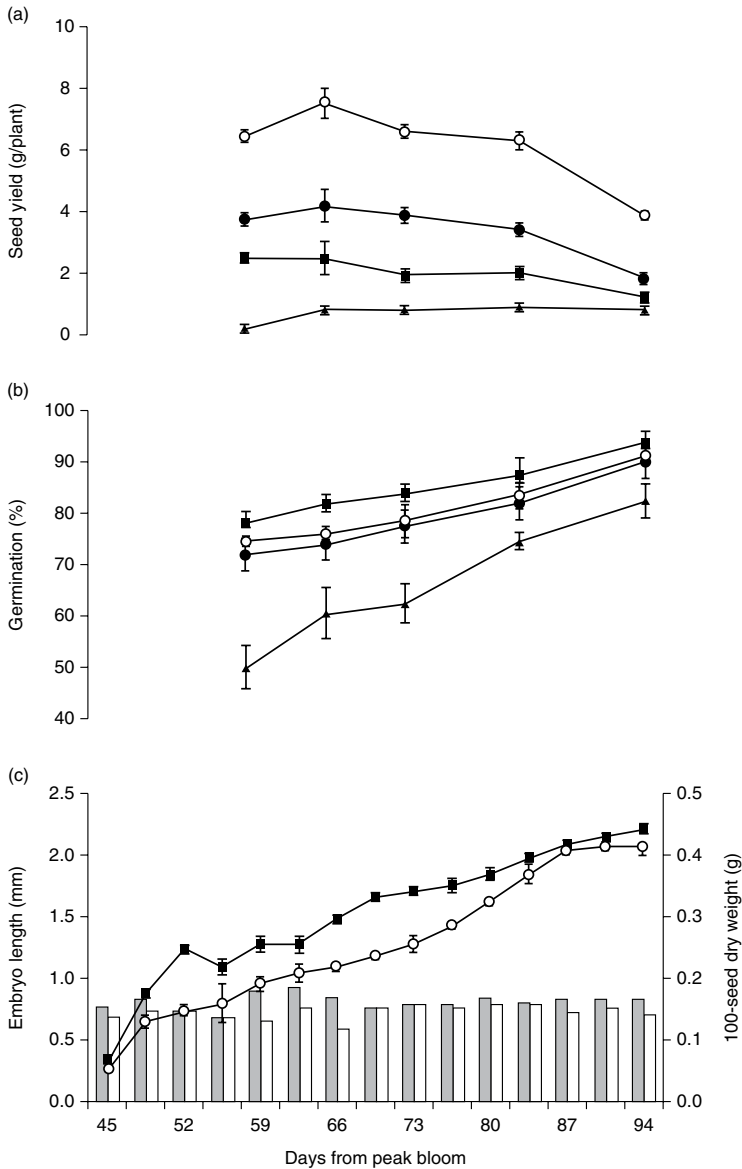 (a)
10
8
6
4
2
0
Seed yield (g/plant)
(b)
100
90
80
70
60
50
40
Germination (%)
(c)
2.5
2.0
1.5
1.0
0.5
0.0
Embryo length (mm)
0.5
0.4
0.3
0.2
0.1
0.0
100-seed dry weight (g)
45 52 59 66 73 80 87 94
Days from peak bloom